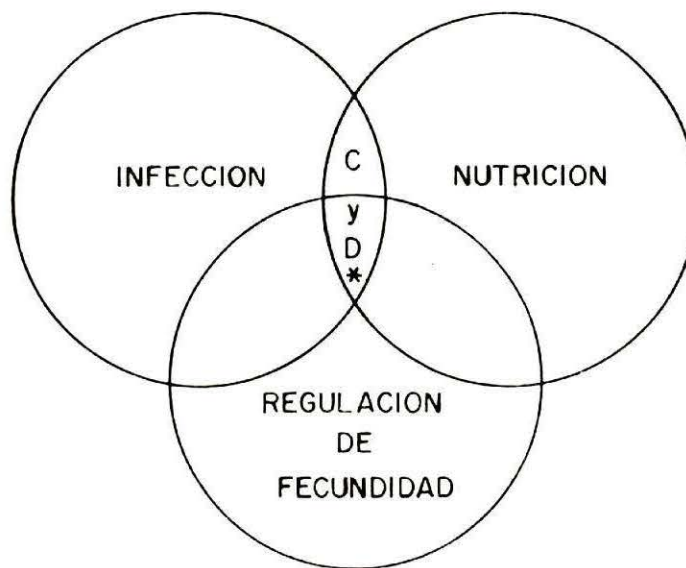 INFECCION
C
y
D
*
NUTRICION
REGULACION
DE
FECUNDIDAD